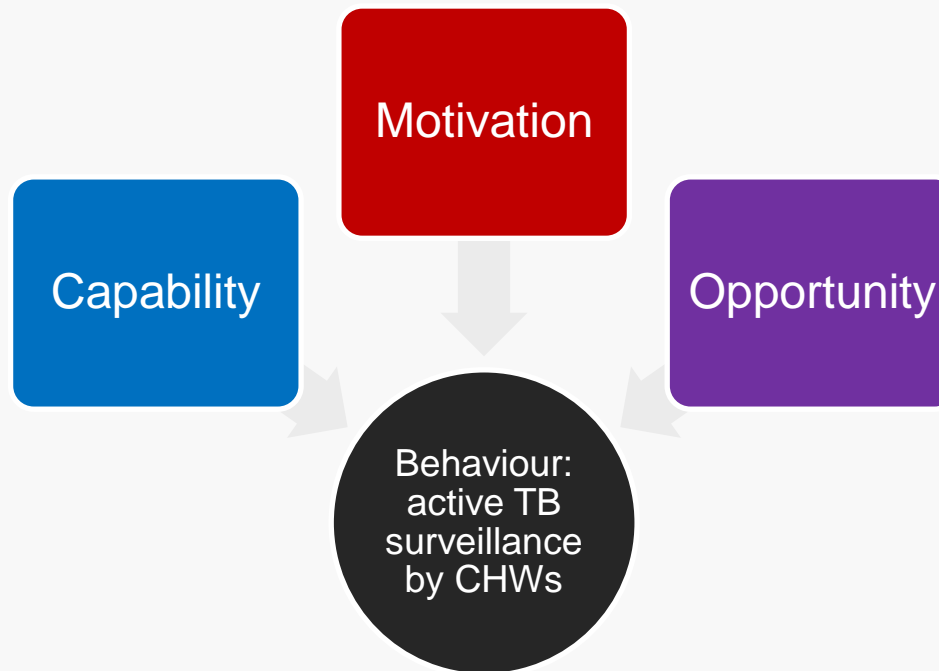 Motivation
Capability
Opportunity
Behaviour:
active TB
surveillance
by CHWs